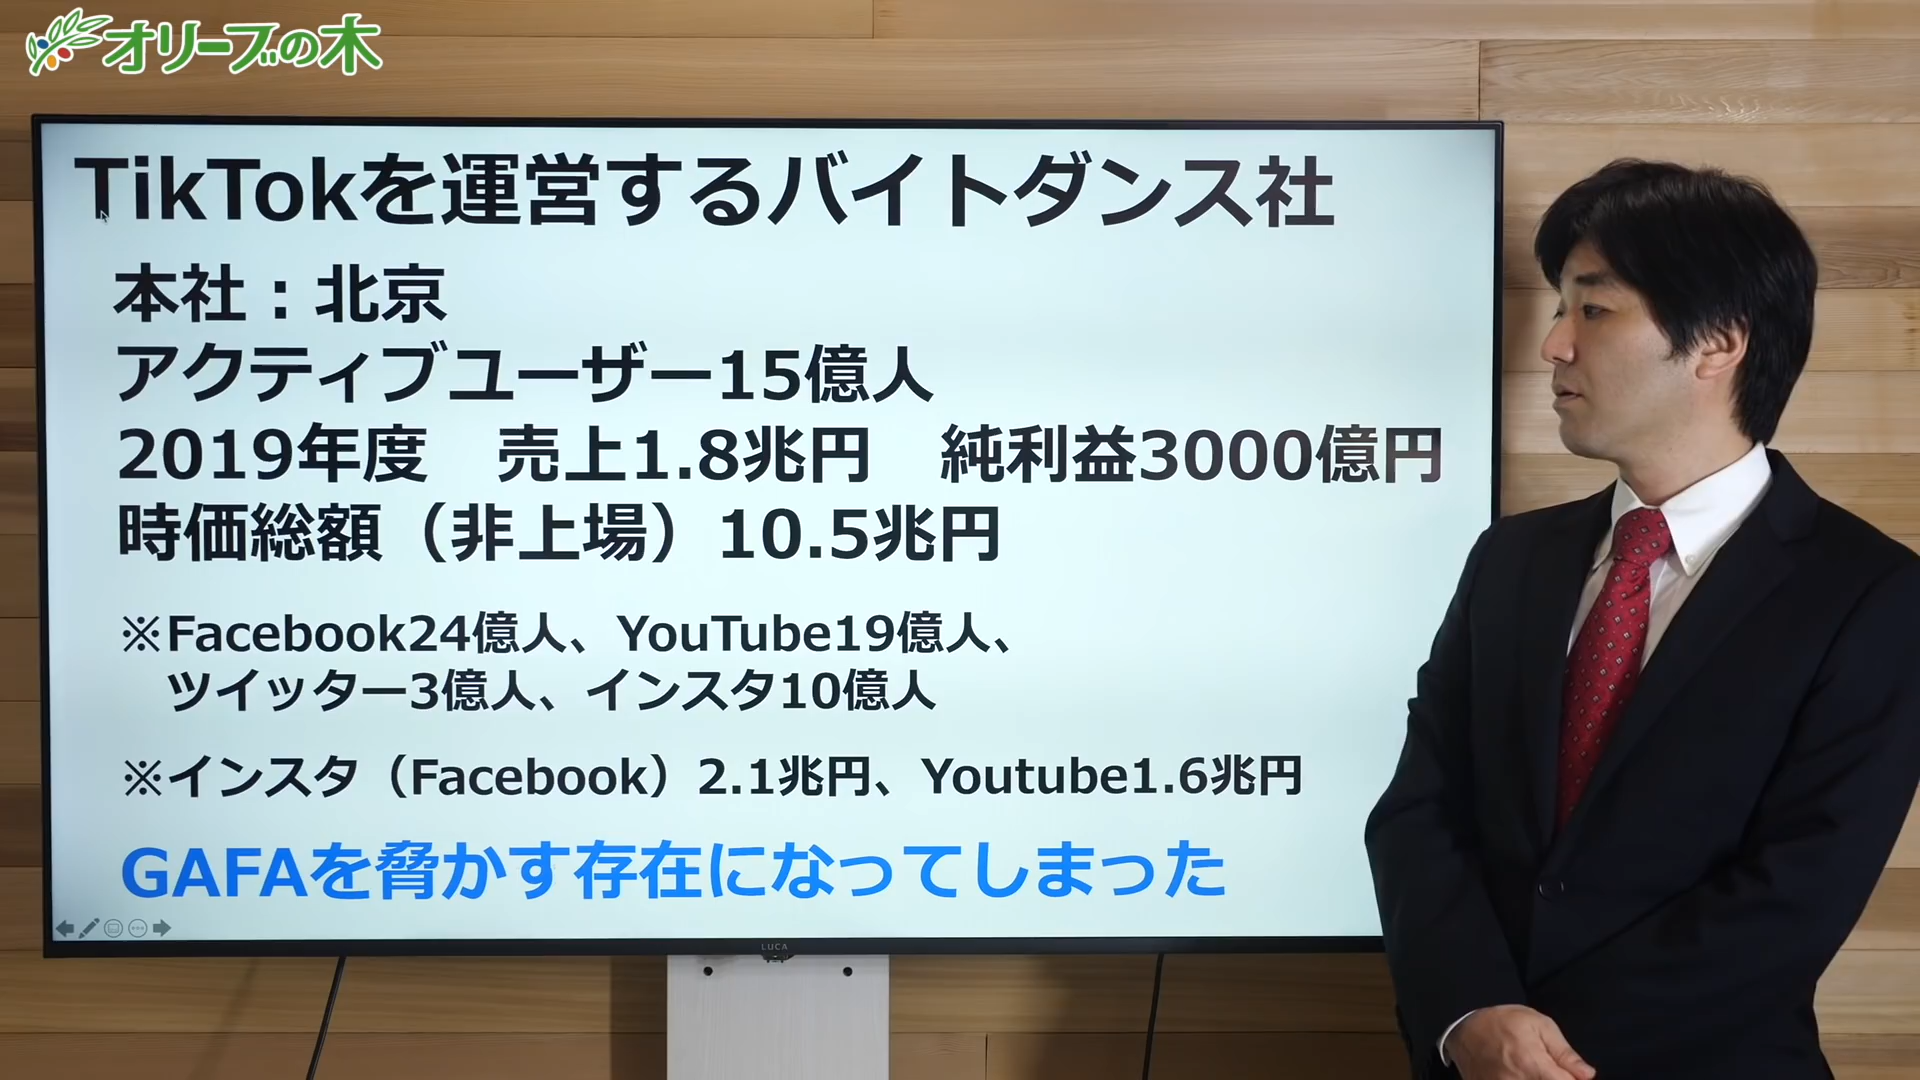 オリーブの木
TikTokを運営するバイトダンス社
本社：北京
アクティブユーザー15億人
2019年度　売上1.8兆円　純利益3000億円
時価総額（非上場）10.5兆円
※Facebook24億人、YouTube19億人、
ツイッター3億人、インスタ10億人
※インスタ（Facebook）2.1兆円、Youtube1.6兆円
GAFAを脅かす存在になってしまった
LUCA